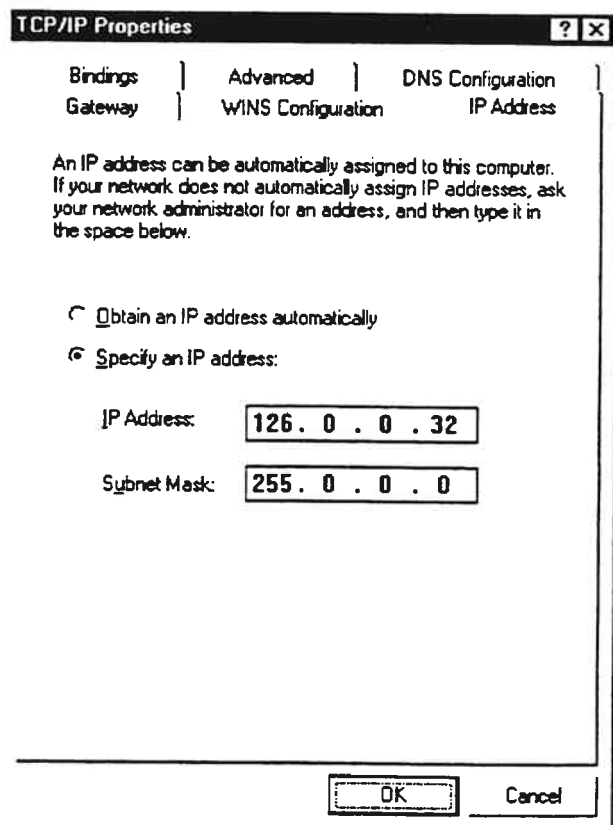 TCP/IP Properties
Bindings Advanced DNS Configuration
Gateway WINS Configuration IP Address
An IP address can be automatically assigned to this computer.
If your network does not automatically assign IP addresses, ask
your network administrator for an address, and then type it in
the space below.
Obtain an IP address automatically
Specify an IP address:
IP Address: 126. 0 . 0 . 32
Subnet Mask: 255. 0 . 0 . 0
OK Cancel